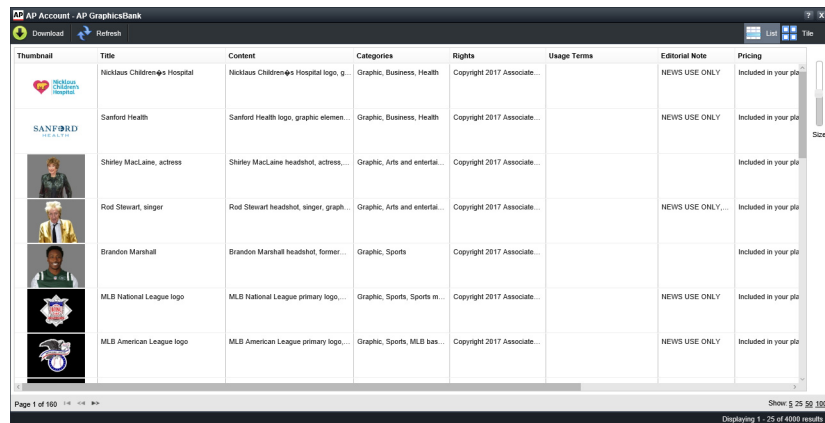 AP AP Account - AP GraphicsBank ? X
Download Refresh List Tile
Thumbnail Title Content Categories Rights Usage Terms Editorial Note Pricing
Nicklaus Children's Hospital Nicklaus Children�s Hospital Nicklaus Children�s Hospital logo, g... Graphic, Business, Health Copyright 2017 Associate... NEWS USE ONLY Included in your pla
SANFORD HEALTH Sanford Health Sanford Health logo, graphic elemen... Graphic, Business, Health Copyright 2017 Associate... NEWS USE ONLY Included in your pla
Size
Shirley MacLaine, actress Shirley MacLaine headshot, actress,... Graphic, Arts and entertai... Copyright 2017 Associate... Included in your pla
Rod Stewart, singer Rod Stewart headshot, singer, graph... Graphic, Arts and entertai... Copyright 2017 Associate... NEWS USE ONLY,... Included in your pla
Brandon Marshall Brandon Marshall headshot, former... Graphic, Sports Copyright 2017 Associate... Included in your pla
MLB National League logo MLB National League primary logo,... Graphic, Sports, Sports m... Copyright 2017 Associate... NEWS USE ONLY Included in your pla
MLB American League logo MLB American League primary logo,... Graphic, Sports, MLB bas... Copyright 2017 Associate... NEWS USE ONLY Included in your pla
Page 1 of 160 Show: 5 25 50 100
Displaying 1 - 25 of 4000 results